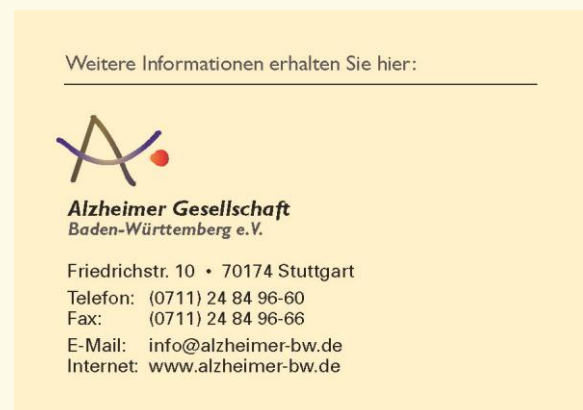 Weitere Informationen erhalten Sie hier:
Alzheimer Gesellschaft
Baden-Württemberg e.V.
Friedrichstr. 10 • 70174 Stuttgart
Telefon: (0711) 24 84 96-60
Fax: (0711) 24 84 96-66
E-Mail: info@alzheimer-bw.de
Internet: www.alzheimer-bw.de